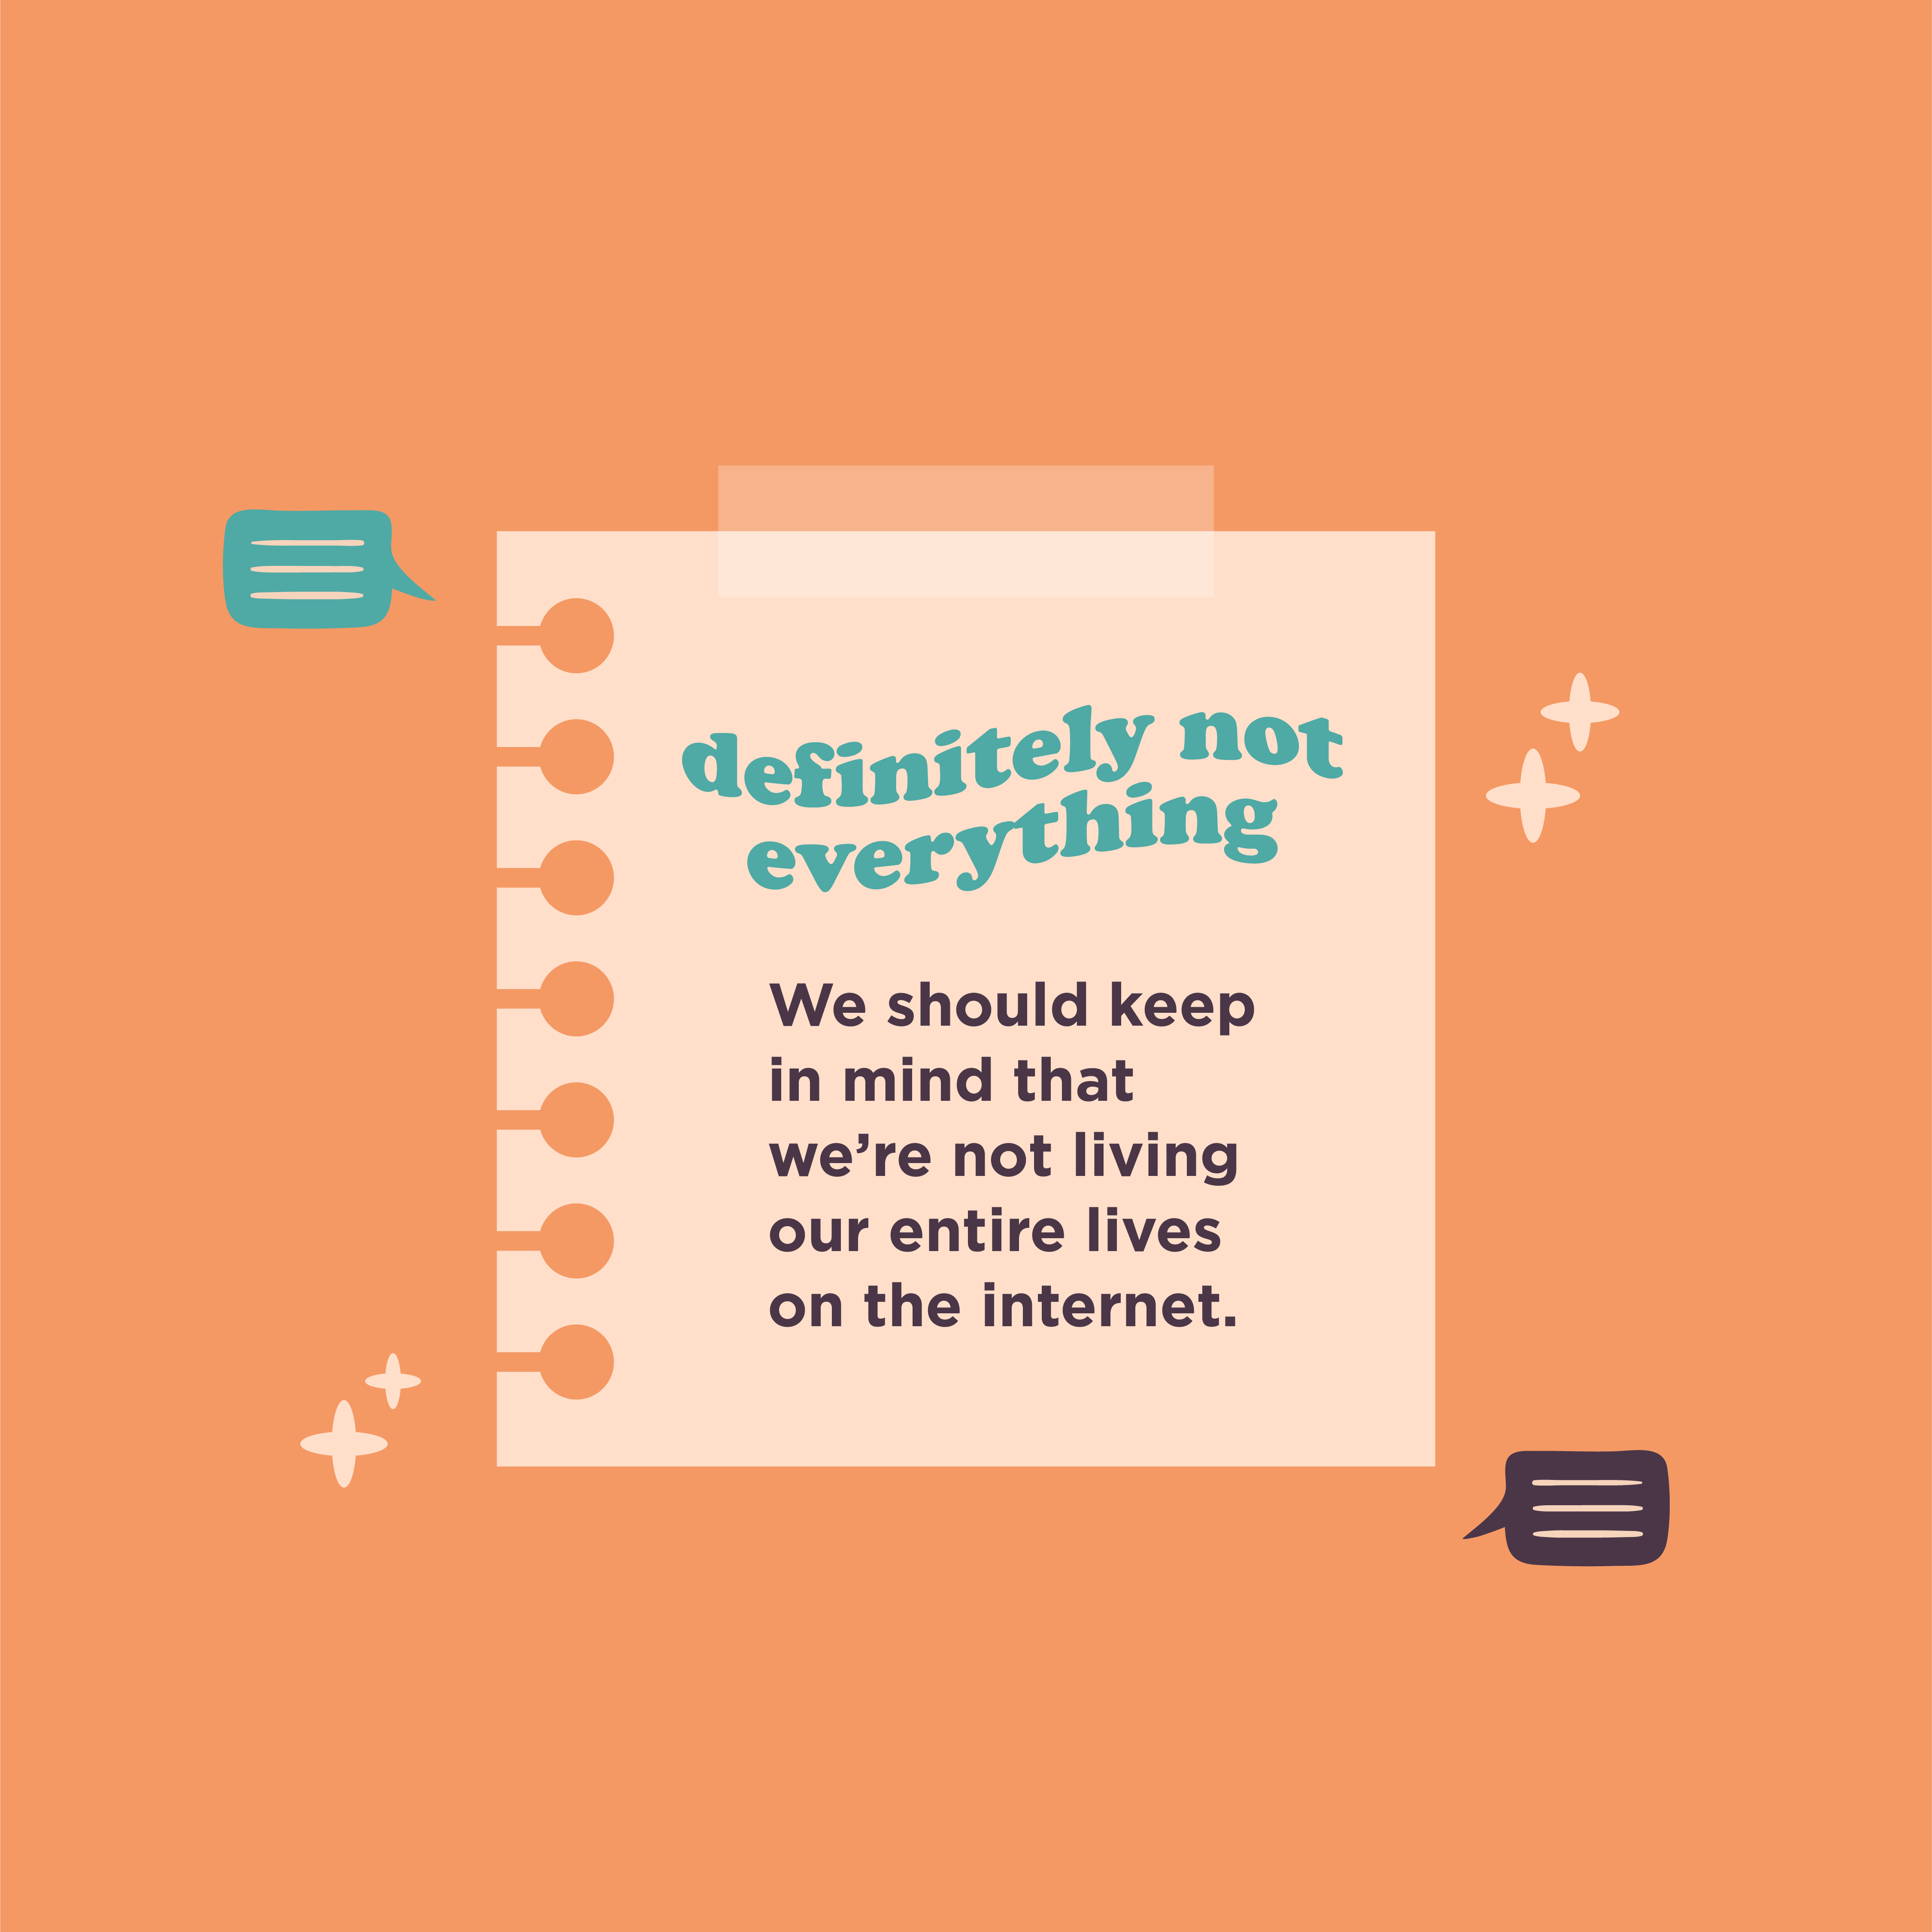 definitely not
everything
We should keep
in mind that
we’re not living
our entire lives
on the internet.